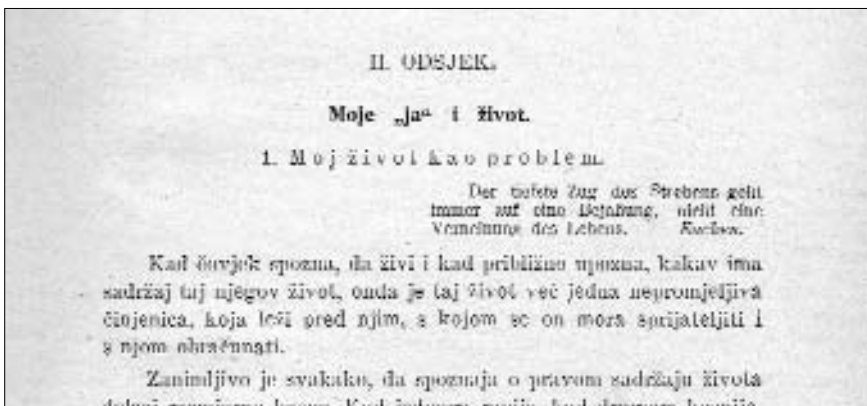 II. ODSJEK.
Moje „ja“ i život.
1. Moj život kao problem.
Der tiefste Zug des Strebens geht
immer auf eine Bejahung, nicht eine
Verneinung des Lebens. Eucken.
Kad čovjek spozna, da živi i kad približno upozna, kakav ima
sadržaj taj njegov život, onda je taj život već jedna nepromjenljiva
činjenica, koja leži pred njim, s kojom se on mora sprijateljiti i
s njom obračunati.
Zanimljivo je svakako, da spoznaja o pravom sadržaju života